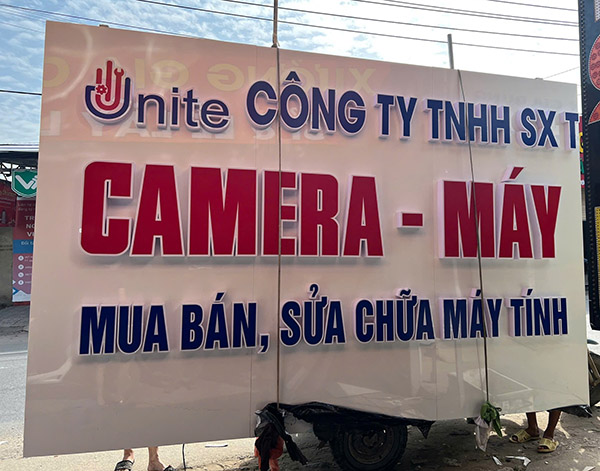 Unite CÔNG TY TNHH SX T
CAMERA - MÁY
MUA BÁN, SỬA CHỮA MÁY TÍNH